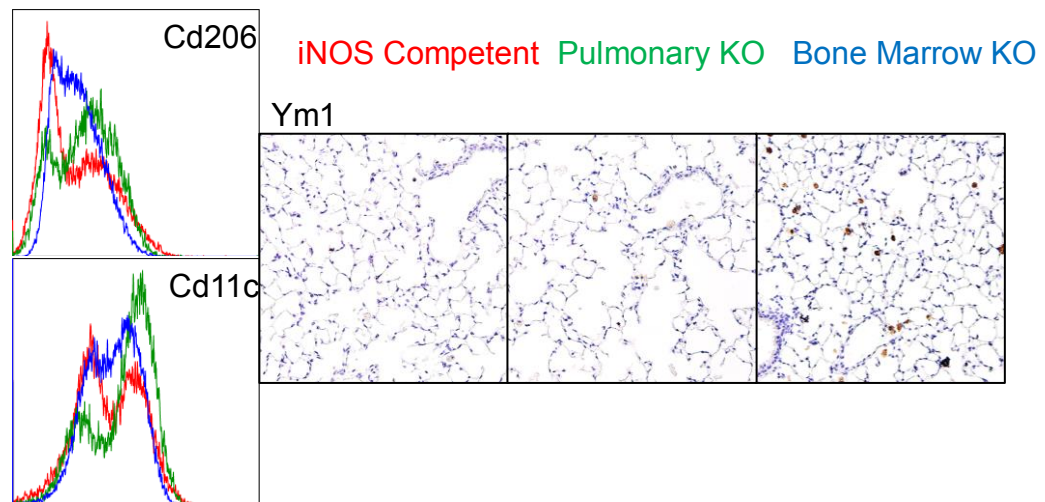 Cd206
iNOS Competent Pulmonary KO Bone Marrow KO
Ym1
Cd11c